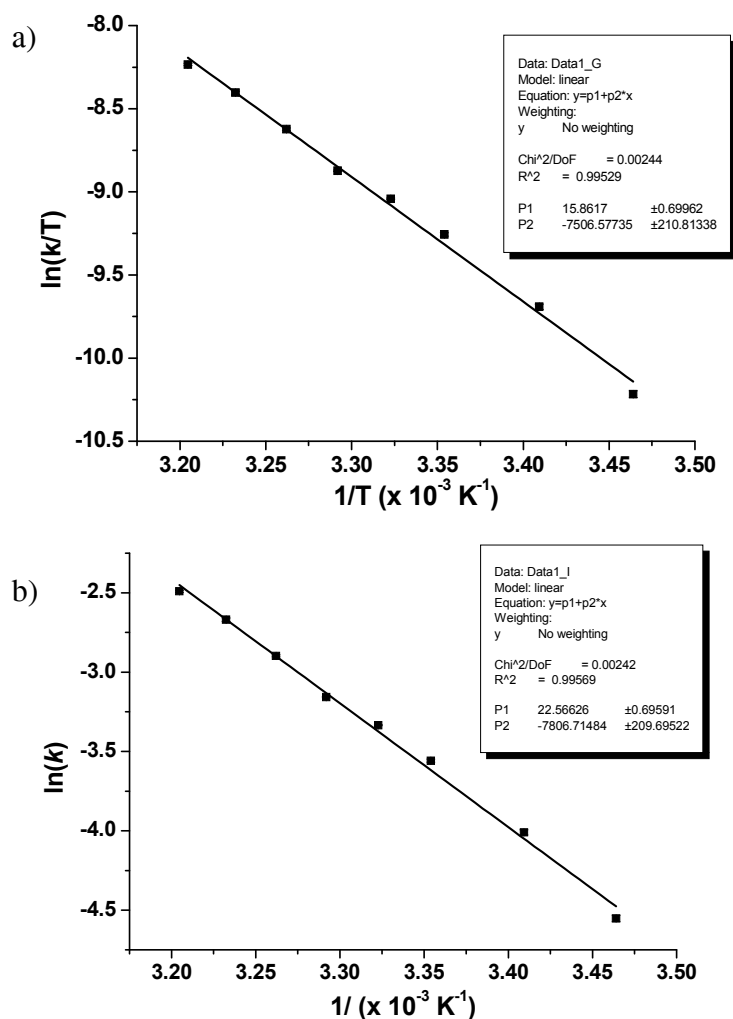 a)
-8.0
-8.5
-9.0
-9.5
-10.0
-10.5
ln(k/T)
3.20 3.25 3.30 3.35 3.40 3.45 3.50
1/T (x 10⁻³ K⁻¹)
Data: Data1_G
Model: linear
Equation: y=p1+p2*x
Weighting:
y No weighting
Chi^2/DoF = 0.00244
R^2 = 0.99529
P1 15.8617 ±0.69962
P2 -7506.57735 ±210.81338
b)
-2.5
-3.0
-3.5
-4.0
-4.5
ln(k)
3.20 3.25 3.30 3.35 3.40 3.45 3.50
1/ (x 10⁻³ K⁻¹)
Data: Data1_I
Model: linear
Equation: y=p1+p2*x
Weighting:
y No weighting
Chi^2/DoF = 0.00242
R^2 = 0.99569
P1 22.56626 ±0.69591
P2 -7806.71484 ±209.69522